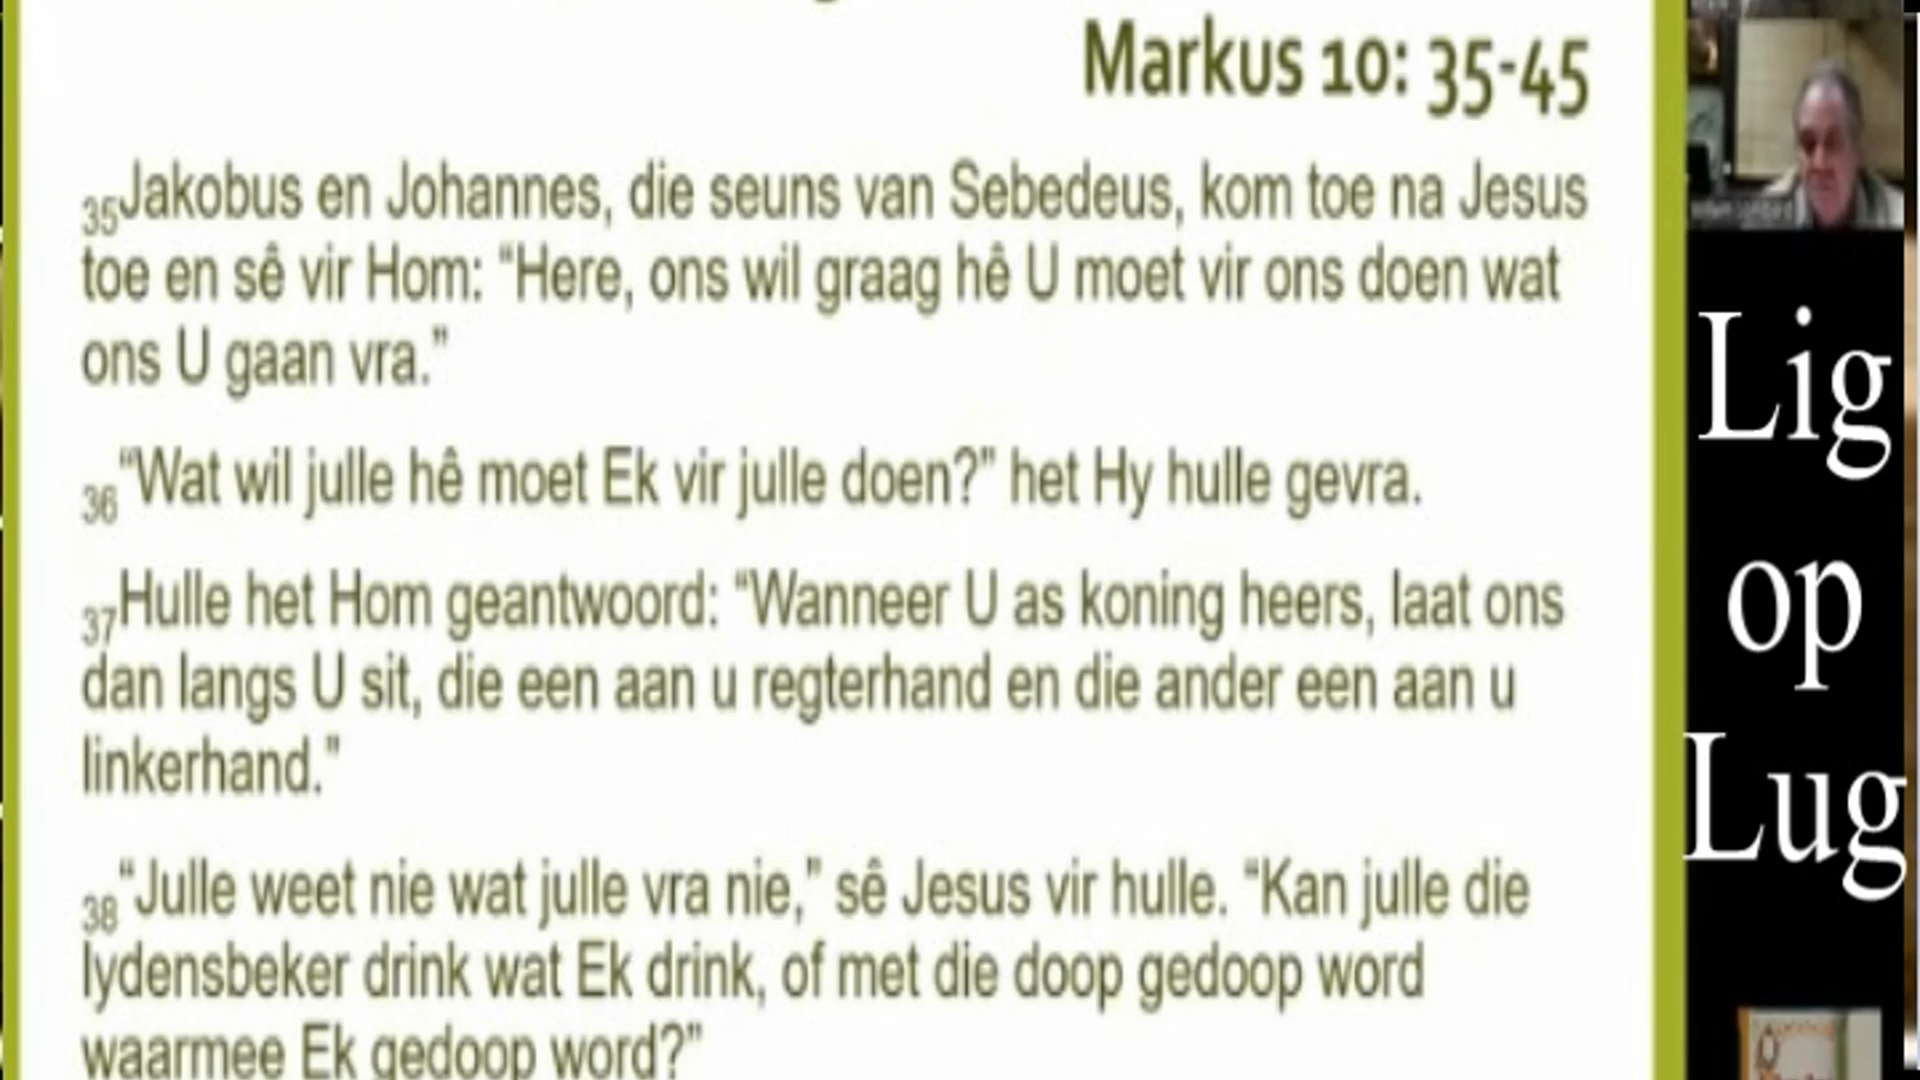 Markus 10: 35-45
35Jakobus en Johannes, die seuns van Sebedeus, kom toe na Jesus
toe en sê vir Hom: “Here, ons wil graag hê U moet vir ons doen wat
ons U gaan vra.”
36“Wat wil julle hê moet Ek vir julle doen?” het Hy hulle gevra.
37Hulle het Hom geantwoord: “Wanneer U as koning heers, laat ons
dan langs U sit, die een aan u regterhand en die ander een aan u
linkerhand.”
38“Julle weet nie wat julle vra nie,” sê Jesus vir hulle. “Kan julle die
lydensbeker drink wat Ek drink, of met die doop gedoop word
waarmee Ek gedoop word?”
Lig
op
Lug